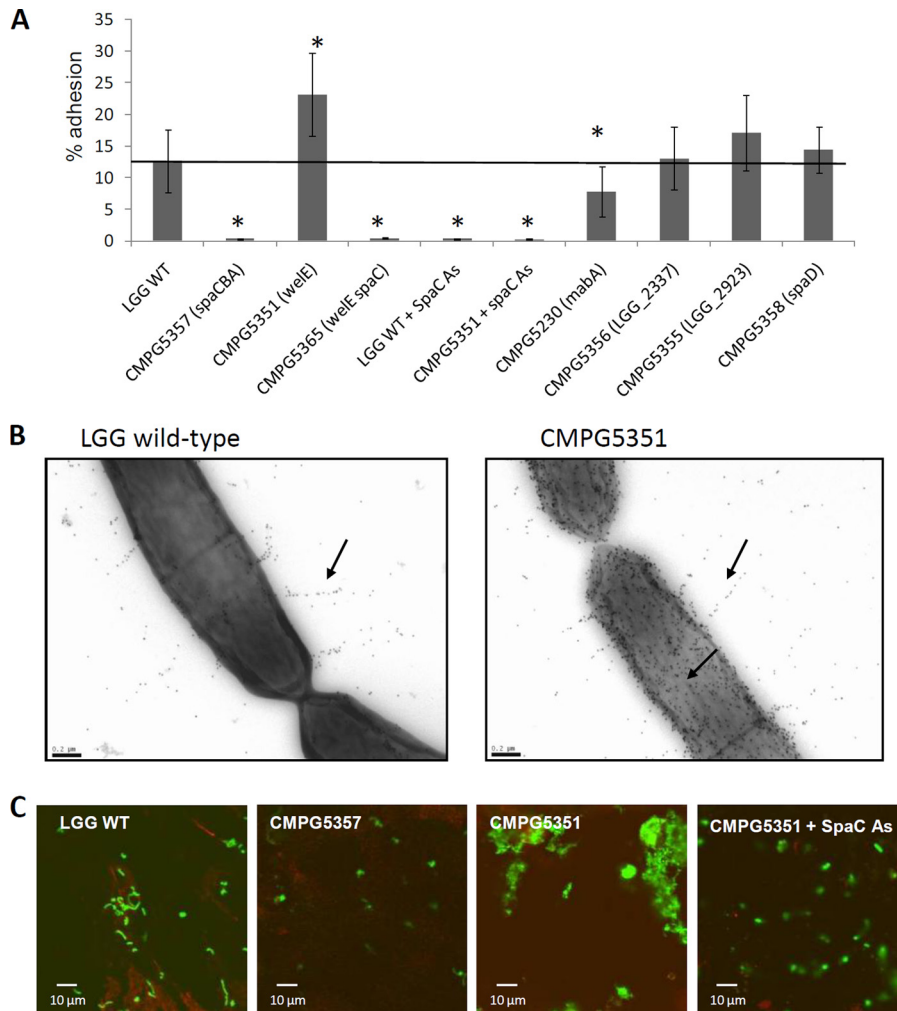 A
35
30
25
20
15
10
5
0
% adhesion
*
*
*
*
*
*
LGG WT
CMPG5357 (spaCBA)
CMPG5351 (welE)
CMPG5365 (welE spaC)
LGG WT + SpaC As
CMPG5351 + spaC As
CMPG5230 (mabA)
CMPG5356 (LGG_2337)
CMPG5355 (LGG_2923)
CMPG5358 (spaD)
B
LGG wild-type
CMPG5351
0.2 µm
0.2 µm
C
LGG WT
CMPG5357
CMPG5351
CMPG5351 + SpaC As
10 µm
10 µm
10 µm
10 µm